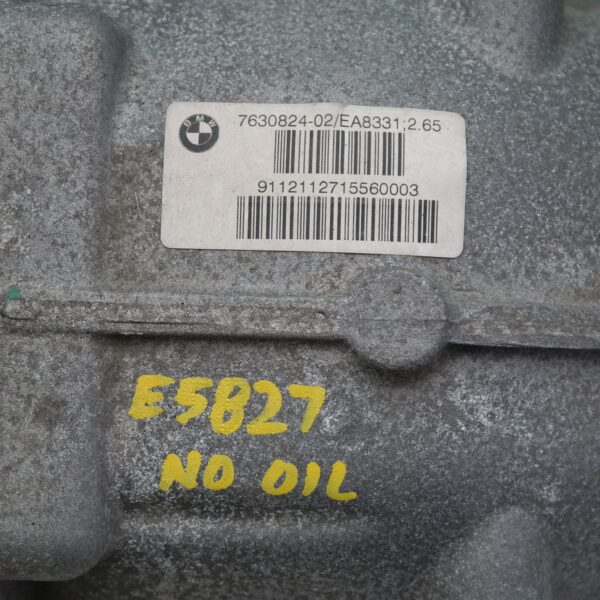 BMW
7630824-02/EA8331;2.65
9112112715560003
E5827
NO OIL